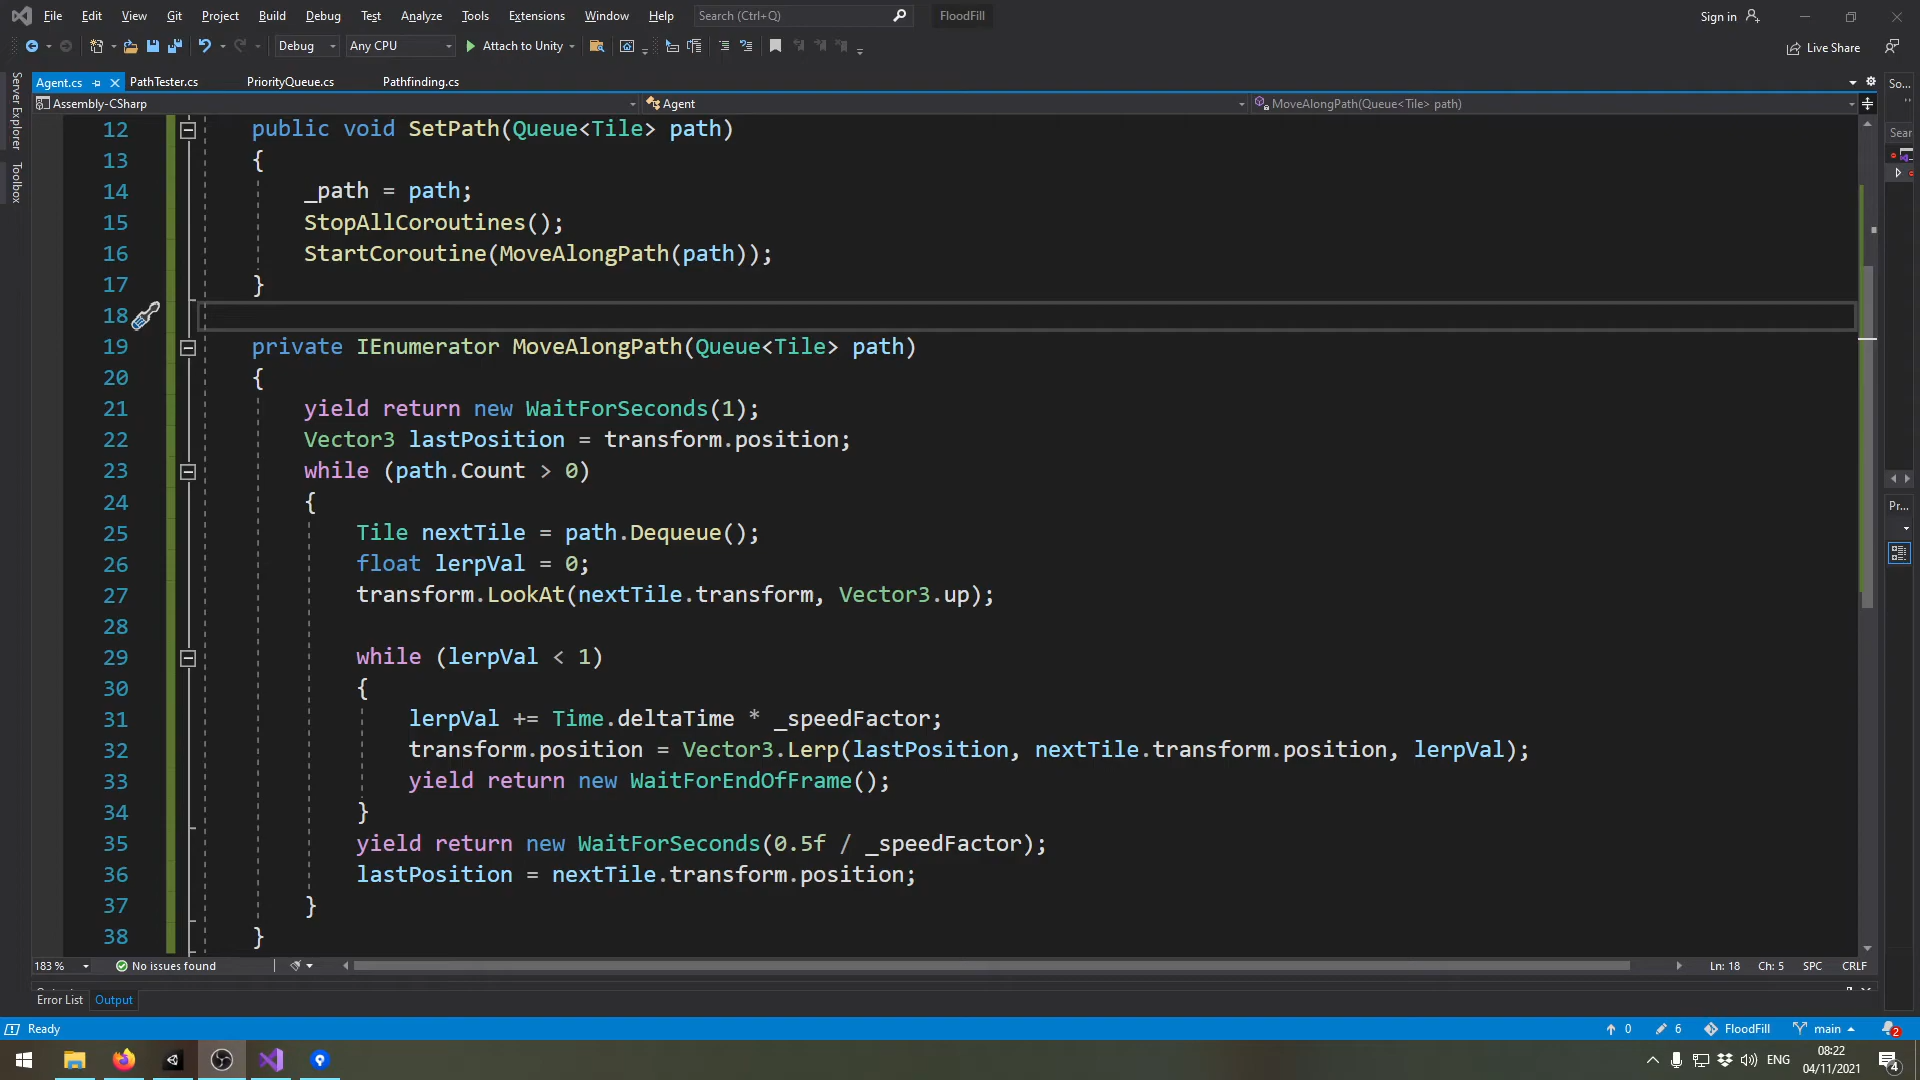 File Edit View Git Project Build Debug Test Analyze Tools Extensions Window Help Search (Ctrl+Q) FloodFill Sign in
Debug Any CPU Attach to Unity Live Share
Agent.cs PathTester.cs PriorityQueue.cs Pathfinding.cs So...
Assembly-CSharp Agent MoveAlongPath(Queue<Tile> path)
Server Explorer
Toolbox
Sear
Pr...
12 public void SetPath(Queue<Tile> path)
13 {
14 _path = path;
15 StopAllCoroutines();
16 StartCoroutine(MoveAlongPath(path));
17 }
18
19 private IEnumerator MoveAlongPath(Queue<Tile> path)
20 {
21 yield return new WaitForSeconds(1);
22 Vector3 lastPosition = transform.position;
23 while (path.Count > 0)
24 {
25 Tile nextTile = path.Dequeue();
26 float lerpVal = 0;
27 transform.LookAt(nextTile.transform, Vector3.up);
28
29 while (lerpVal < 1)
30 {
31 lerpVal += Time.deltaTime * _speedFactor;
32 transform.position = Vector3.Lerp(lastPosition, nextTile.transform.position, lerpVal);
33 yield return new WaitForEndOfFrame();
34 }
35 yield return new WaitForSeconds(0.5f / _speedFactor);
36 lastPosition = nextTile.transform.position;
37 }
38 }
183 % No issues found Ln: 18 Ch: 5 SPC CRLF
Error List Output
Ready 0 6 FloodFill main 2
ENG 08:22 04/11/2021 4